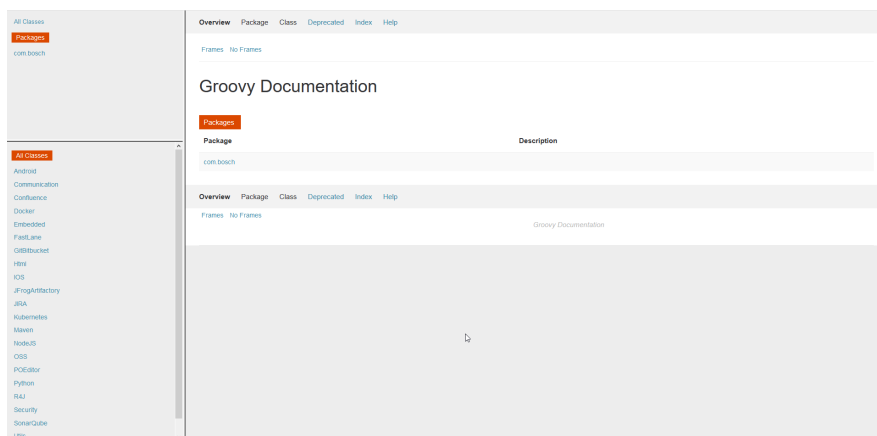 All Classes
Packages
com.bosch
All Classes
Android
Communication
Confluence
Docker
Embedded
FastLane
GitBitbucket
Html
IOS
JFrogArtifactory
JIRA
Kubernetes
Maven
NodeJS
OSS
POEditor
Python
R4J
Security
SonarQube
Utils
Overview Package Class Deprecated Index Help
Frames No Frames
Groovy Documentation
Packages
Package Description
com.bosch
Overview Package Class Deprecated Index Help
Frames No Frames
Groovy Documentation